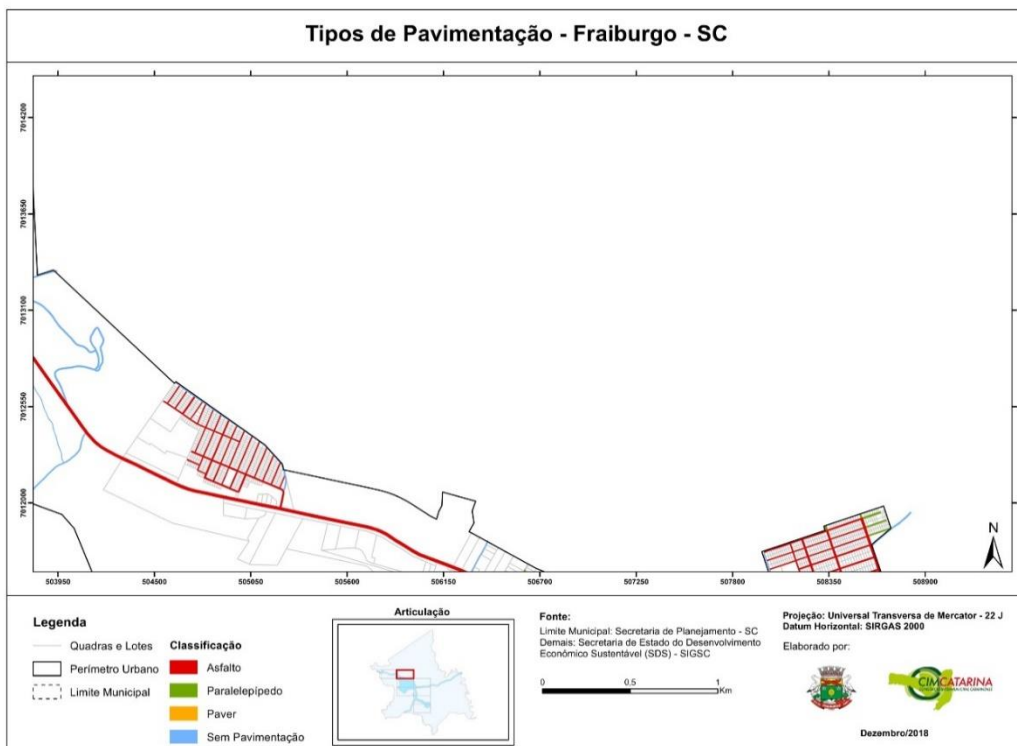 Tipos de Pavimentação - Fraiburgo - SC
7014200
7013650
7013100
7012550
7012000
503950
504500
505050
505600
506150
506700
507250
507800
508350
508900
N
Legenda
Quadras e Lotes
Perímetro Urbano
Limite Municipal
Classificação
Asfalto
Paralelepípedo
Paver
Sem Pavimentação
Articulação
Fonte:
Limite Municipal: Secretaria de Planejamento - SC
Demais: Secretaria de Estado do Desenvolvimento
Econômico Sustentável (SDS) - SIGSC
0 0.5 1
Km
Projeção: Universal Transversa de Mercator - 22 J
Datum Horizontal: SIRGAS 2000
Elaborado por:
CIMCATARINA
Dezembro/2018